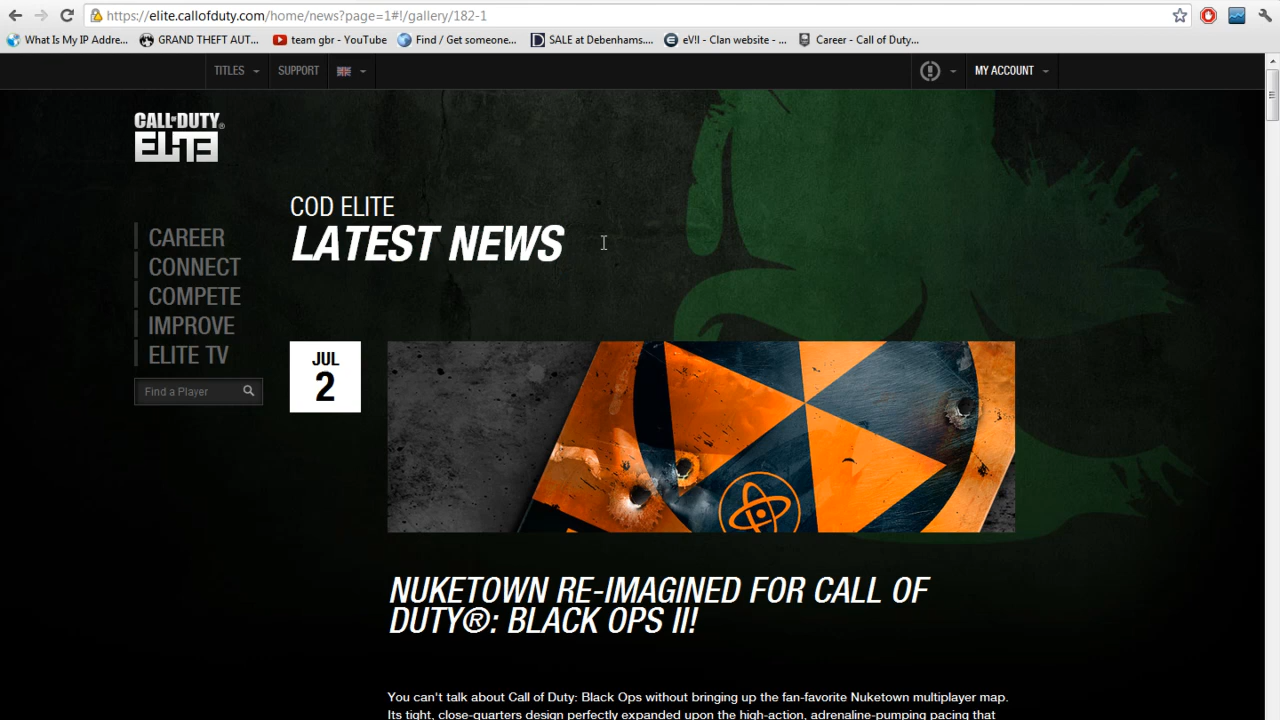 https://elite.callofduty.com/home/news?page=1#!/gallery/182-1
What Is My IP Addre... GRAND THEFT AUT... team gbr - YouTube Find / Get someone... SALE at Debenhams.... eV!l - Clan website - ... Career - Call of Duty,...
TITLES SUPPORT MY ACCOUNT
CALL OF DUTY®
ELITE
COD ELITE
LATEST NEWS
CAREER
CONNECT
COMPETE
IMPROVE
ELITE TV
Find a Player
JUL
2
NUKETOWN RE-IMAGINED FOR CALL OF
DUTY®: BLACK OPS II!
You can't talk about Call of Duty: Black Ops without bringing up the fan-favorite Nuketown multiplayer map.
Its tight, close-quarters design perfectly expanded upon the high-action, adrenaline-pumping pacing that